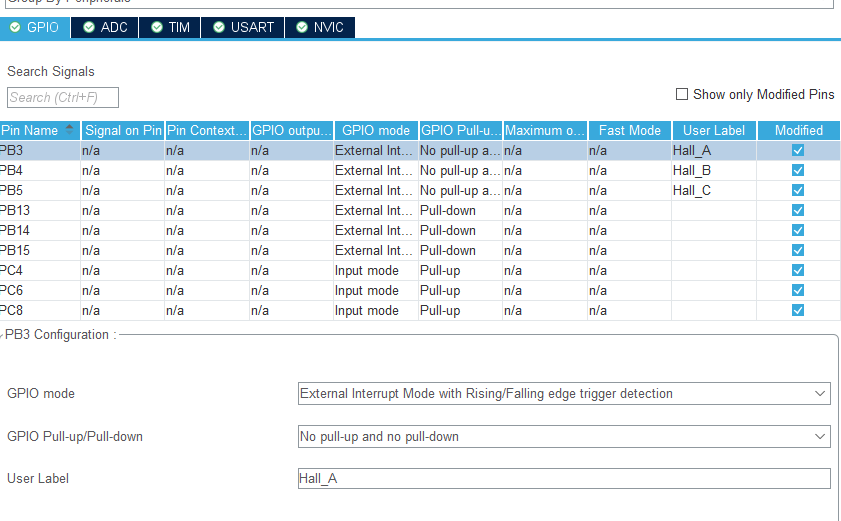 Group By Peripherals
GPIO ADC TIM USART NVIC
Search Signals
Search (Ctrl+F)
Show only Modified Pins
Pin Name Signal on Pin Pin Context... GPIO outpu... GPIO mode GPIO Pull-u... Maximum o... Fast Mode User Label Modified
PB3 n/a n/a n/a External Int... No pull-up a... n/a n/a Hall_A
PB4 n/a n/a n/a External Int... No pull-up a... n/a n/a Hall_B
PB5 n/a n/a n/a External Int... No pull-up a... n/a n/a Hall_C
PB13 n/a n/a n/a External Int... Pull-down n/a n/a
PB14 n/a n/a n/a External Int... Pull-down n/a n/a
PB15 n/a n/a n/a External Int... Pull-down n/a n/a
PC4 n/a n/a n/a Input mode Pull-up n/a n/a
PC6 n/a n/a n/a Input mode Pull-up n/a n/a
PC8 n/a n/a n/a Input mode Pull-up n/a n/a
PB3 Configuration :
GPIO mode External Interrupt Mode with Rising/Falling edge trigger detection
GPIO Pull-up/Pull-down No pull-up and no pull-down
User Label Hall_A